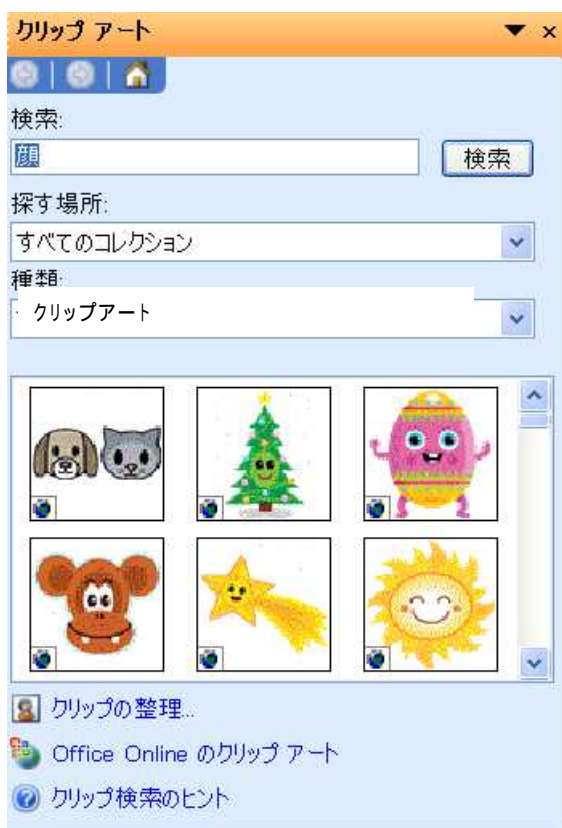 クリップ アート
検索:
顔
検索
探す場所:
すべてのコレクション
種類:
クリップアート
クリップの整理...
Office Online のクリップ アート
クリップ検索のヒント